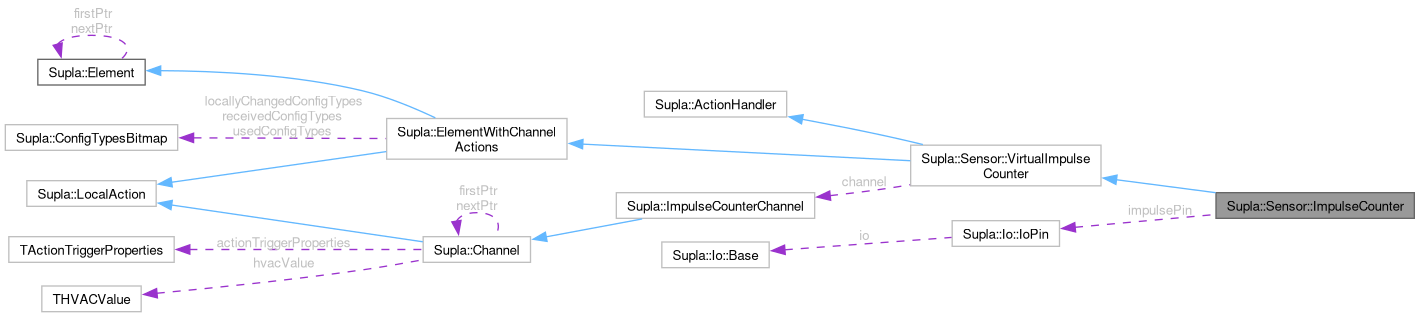 firstPtr
nextPtr
Supla::Element
locallyChangedConfigTypes
receivedConfigTypes
usedConfigTypes
Supla::ConfigTypesBitmap
Supla::ElementWithChannel
Actions
Supla::ActionHandler
Supla::Sensor::VirtualImpulse
Counter
Supla::LocalAction
firstPtr
nextPtr
Supla::ImpulseCounterChannel
channel
Supla::Sensor::ImpulseCounter
impulsePin
TActionTriggerProperties
actionTriggerProperties
Supla::Channel
io
Supla::Io::IoPin
Supla::Io::Base
hvacValue
THVACValue